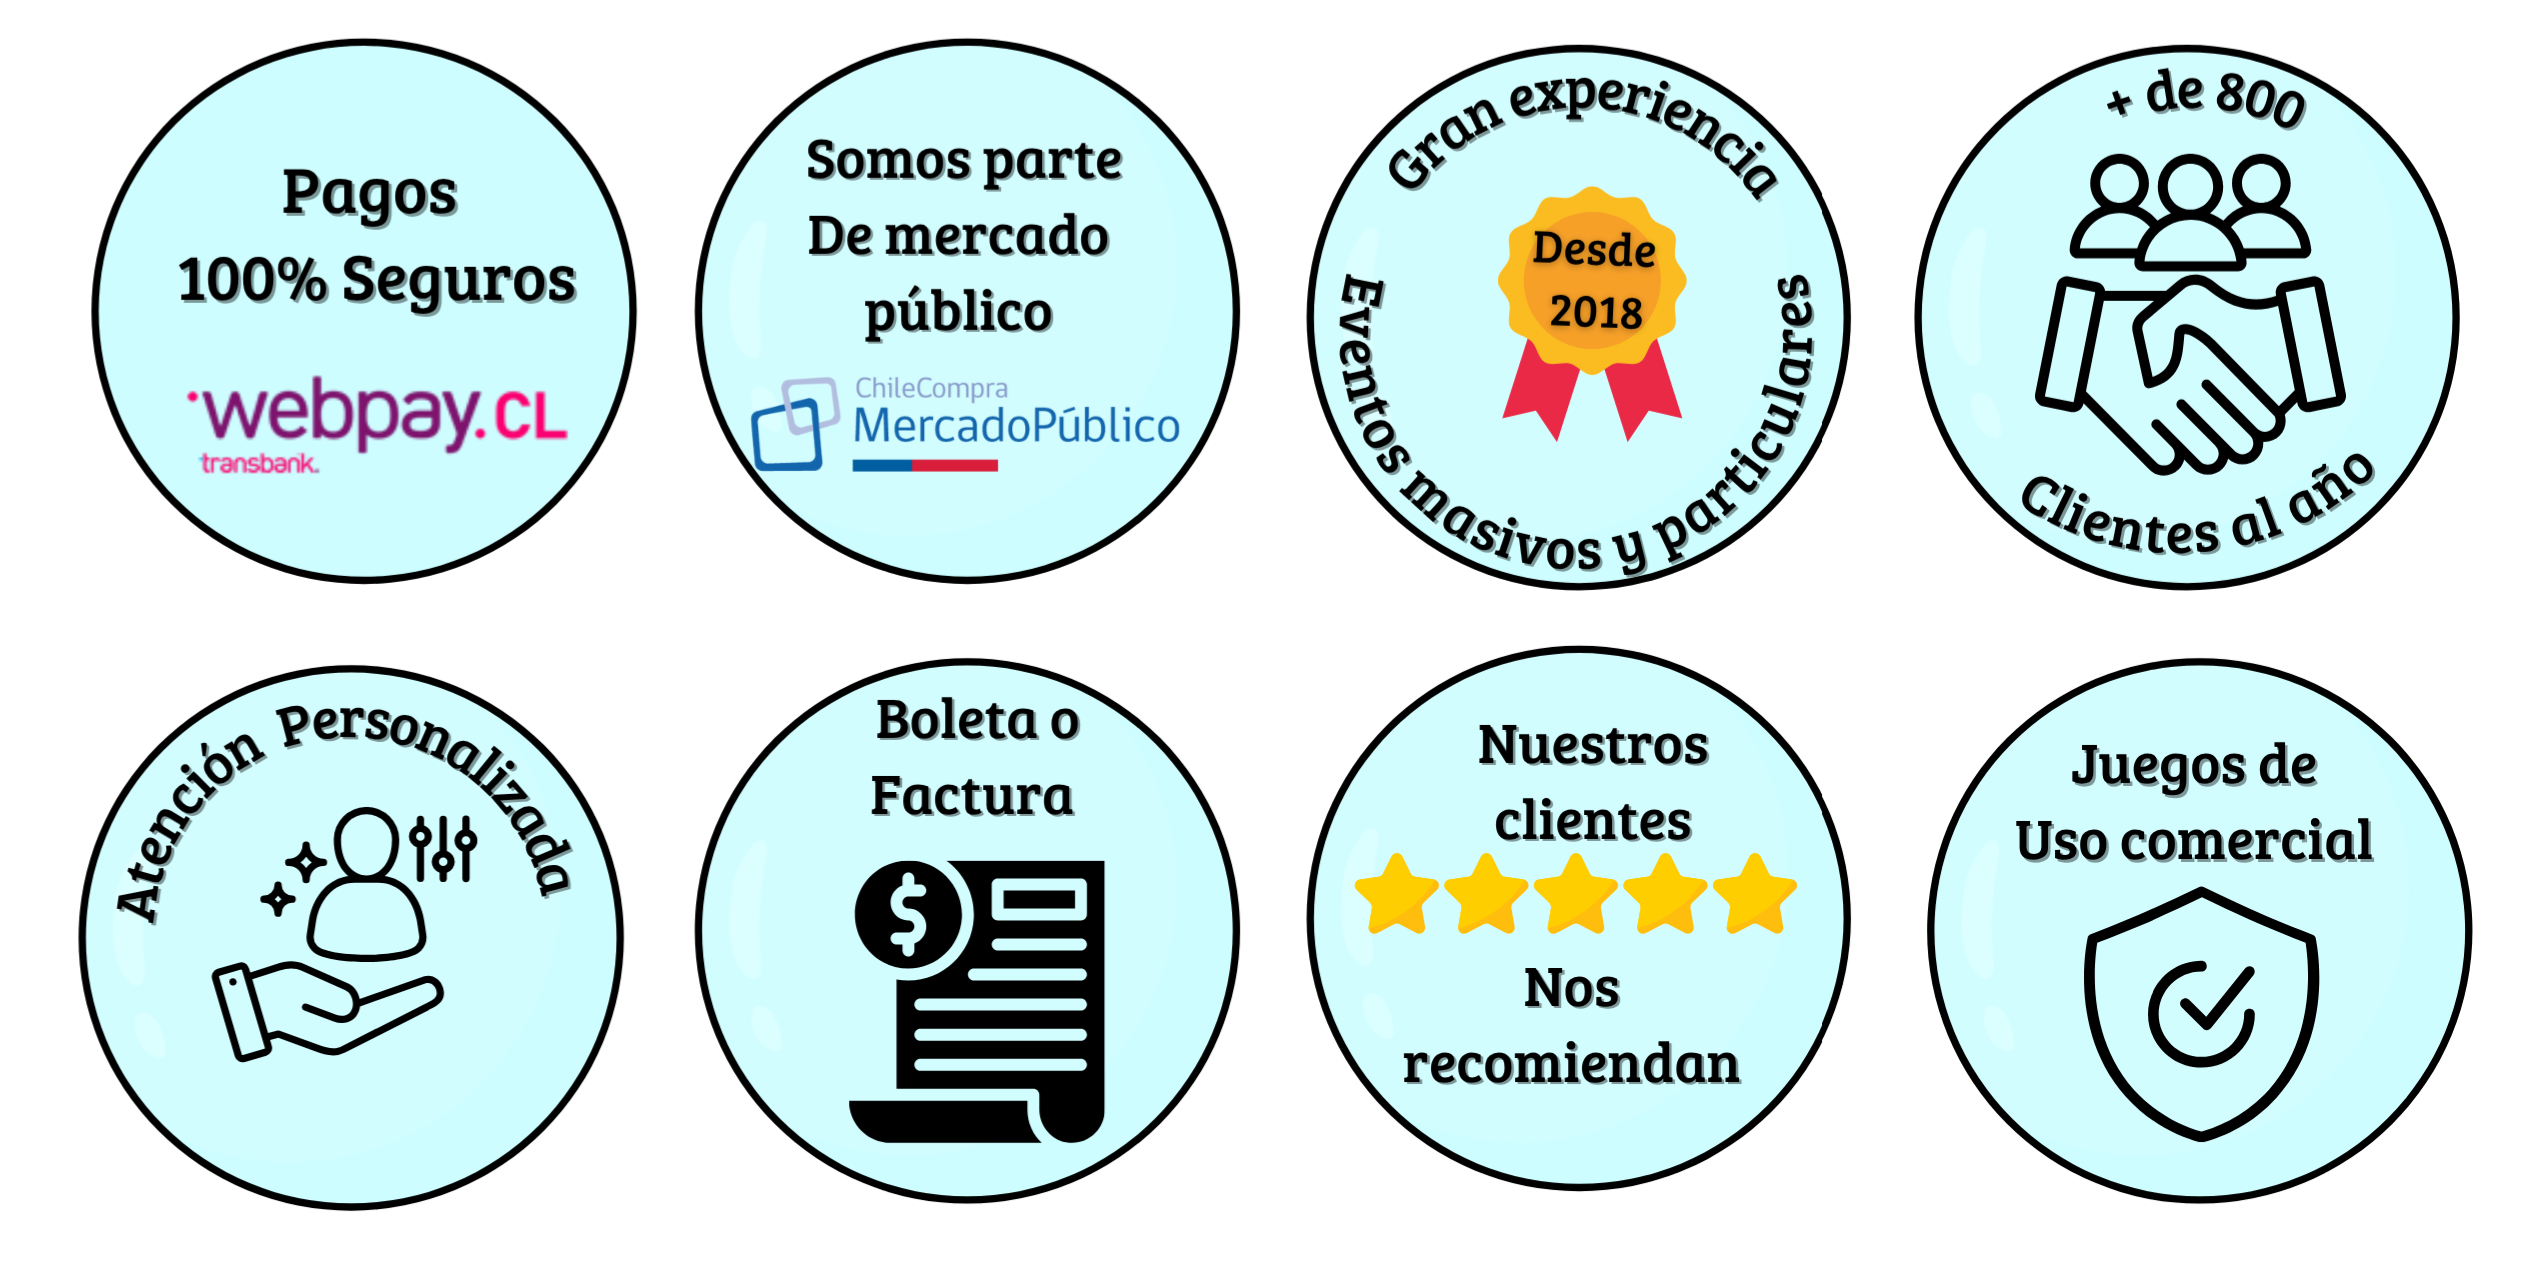 Pagos
100% Seguros
webpay.CL
transbank.
Somos parte
De mercado
público
ChileCompra
MercadoPúblico
Gran experiencia
Desde
2018
Eventos masivos y particulares
+ de 800
Clientes al año
Atención Personalizada
Boleta o
Factura
$
Nuestros
clientes
Nos
recomiendan
Juegos de
Uso comercial